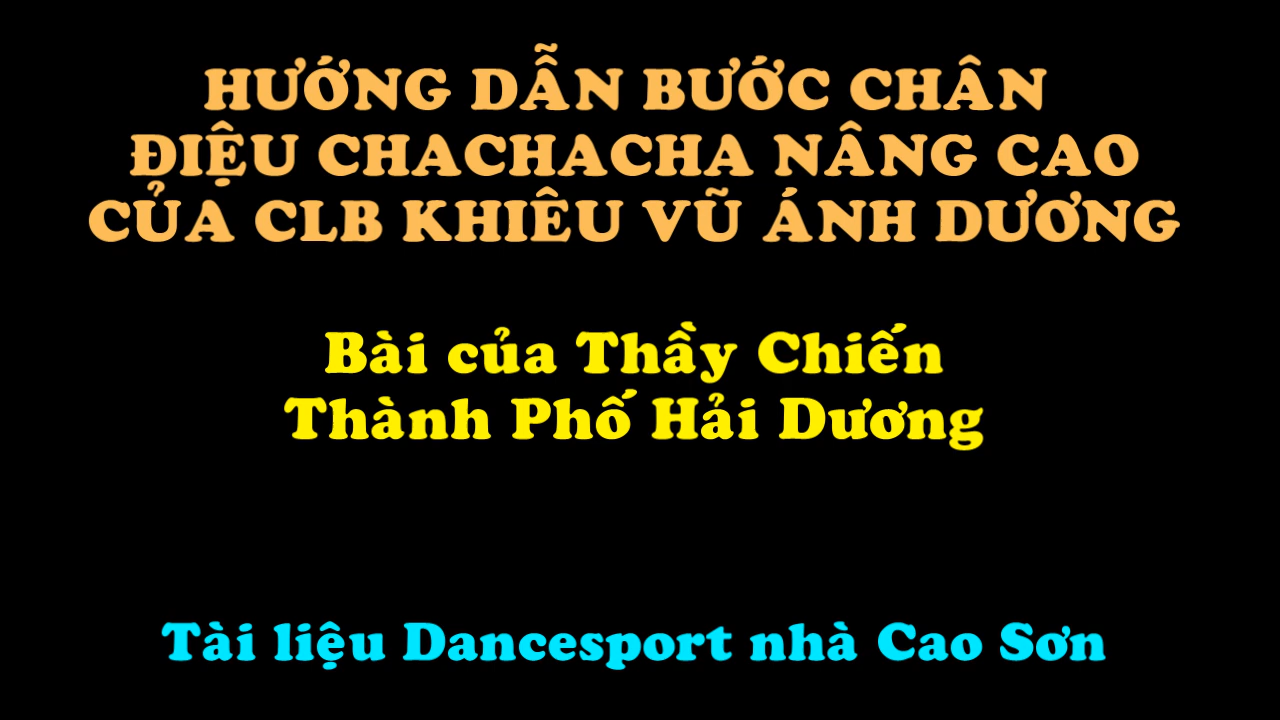 HƯỚNG DẪN BƯỚC CHÂN
ĐIỆU CHACHACHA NÂNG CAO
CỦA CLB KHIÊU VŨ ÁNH DƯƠNG
Bài của Thầy Chiến
Thành Phố Hải Dương
Tài liệu Dancesport nhà Cao Sơn